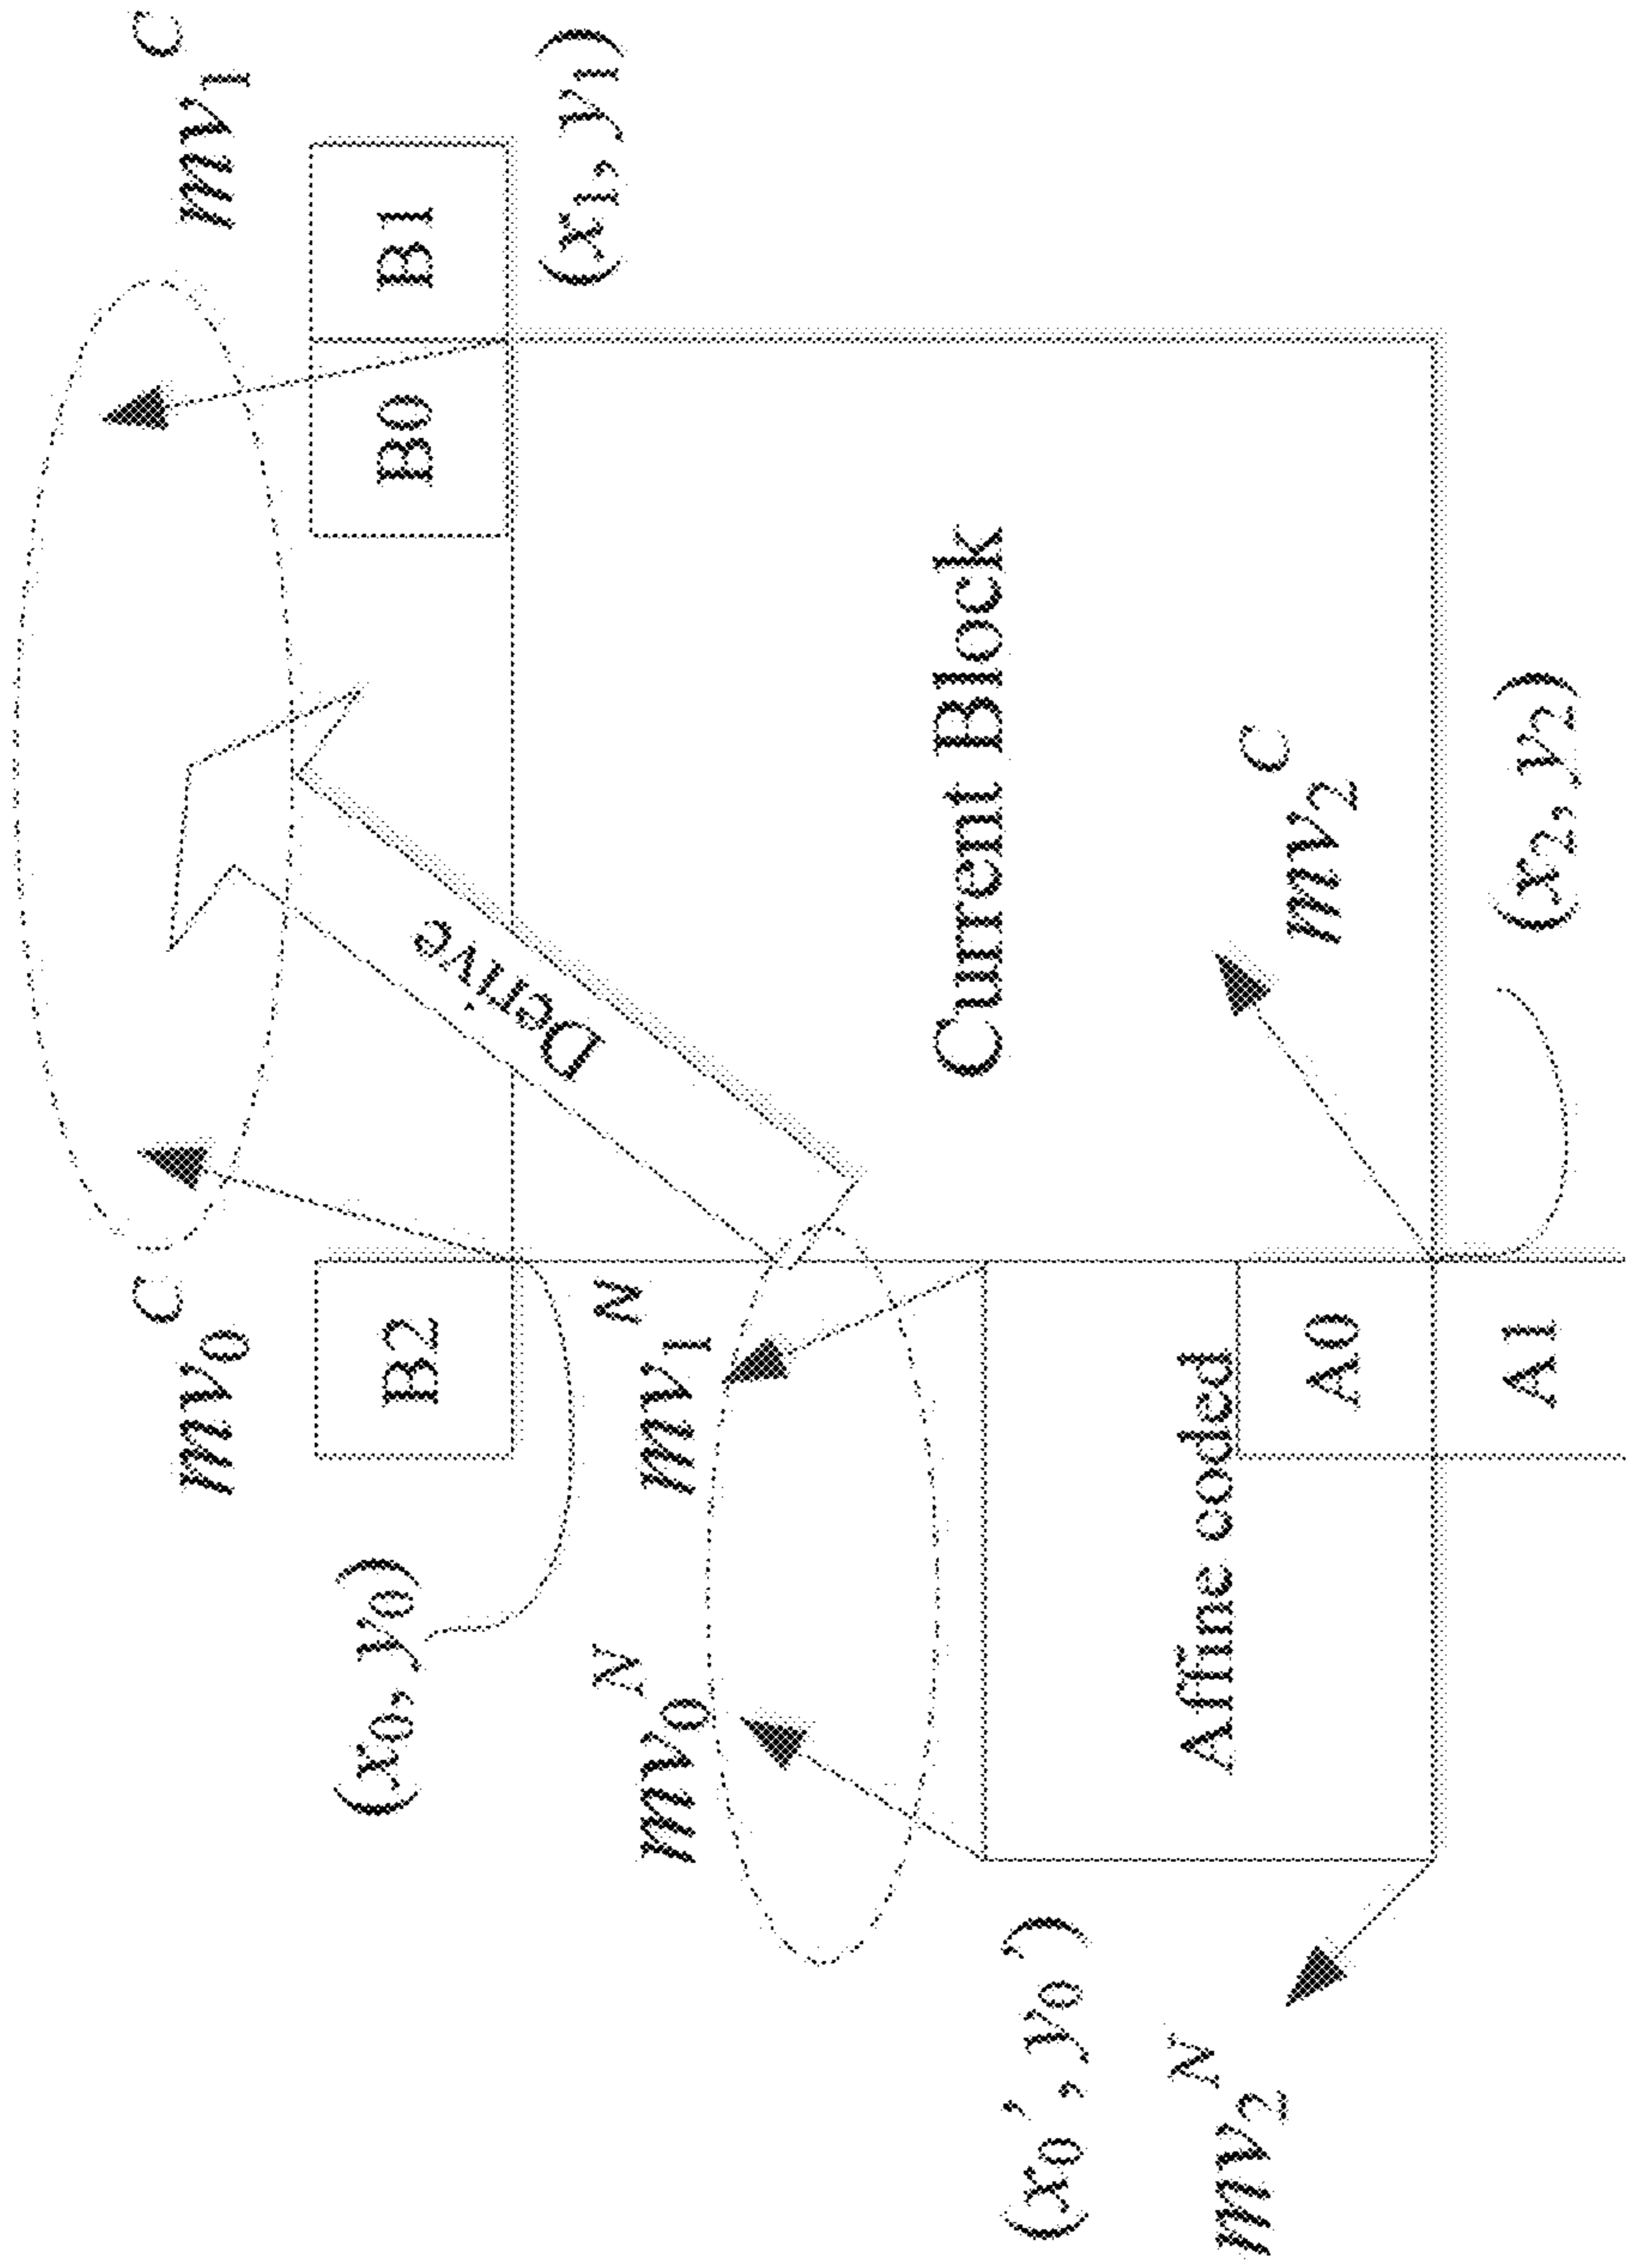 mv₀ᶜ
mv₁ᶜ
B2
B0
B1
(x₀, y₀)
(x₁, y₁)
Derive
mv₀ᴺ
mv₁ᴺ
Current Block
(x₀’, y₀’)
Affine coded
mv₂ᴺ
A0
mv₂ᶜ
A1
(x₂, y₂)